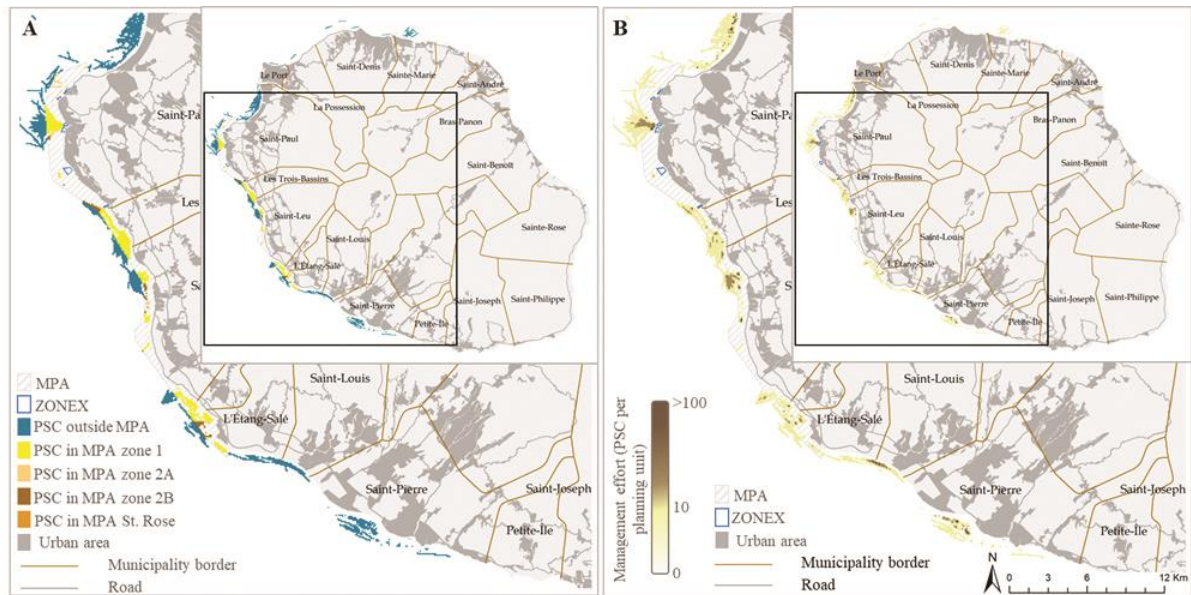 A
Saint-Pa
Les
Sa
Le Port
Saint-Denis
Sainte-Marie
Saint-André
La Possession
Bras-Panon
Saint-Paul
Saint-Benoît
Les Trois-Bassins
Saint-Leu
Sainte-Rose
Saint-Louis
L'Étang-Salé
Saint-Pierre
Saint-Joseph
Saint-Philippe
Petite-Île
Saint-Louis
L'Étang-Salé
Saint-Pierre
Saint-Joseph
Petite-Île
MPA
ZONEX
PSC outside MPA
PSC in MPA zone 1
PSC in MPA zone 2A
PSC in MPA zone 2B
PSC in MPA St. Rose
Urban area
Municipality border
Road
B
Saint-Pa
Les
Sa
Le Port
Saint-Denis
Sainte-Marie
Saint-André
La Possession
Bras-Panon
Saint-Paul
Saint-Benoît
Les Trois-Bassins
Saint-Leu
Sainte-Rose
Saint-Louis
L'Étang-Salé
Saint-Pierre
Saint-Joseph
Saint-Philippe
Petite-Île
Saint-Louis
L'Étang-Salé
Saint-Pierre
Saint-Joseph
Petite-Île
Management effort (PSC per
planning unit)
>100
10
0
MPA
ZONEX
Urban area
Municipality border
Road
N
0 3 6 12 Km